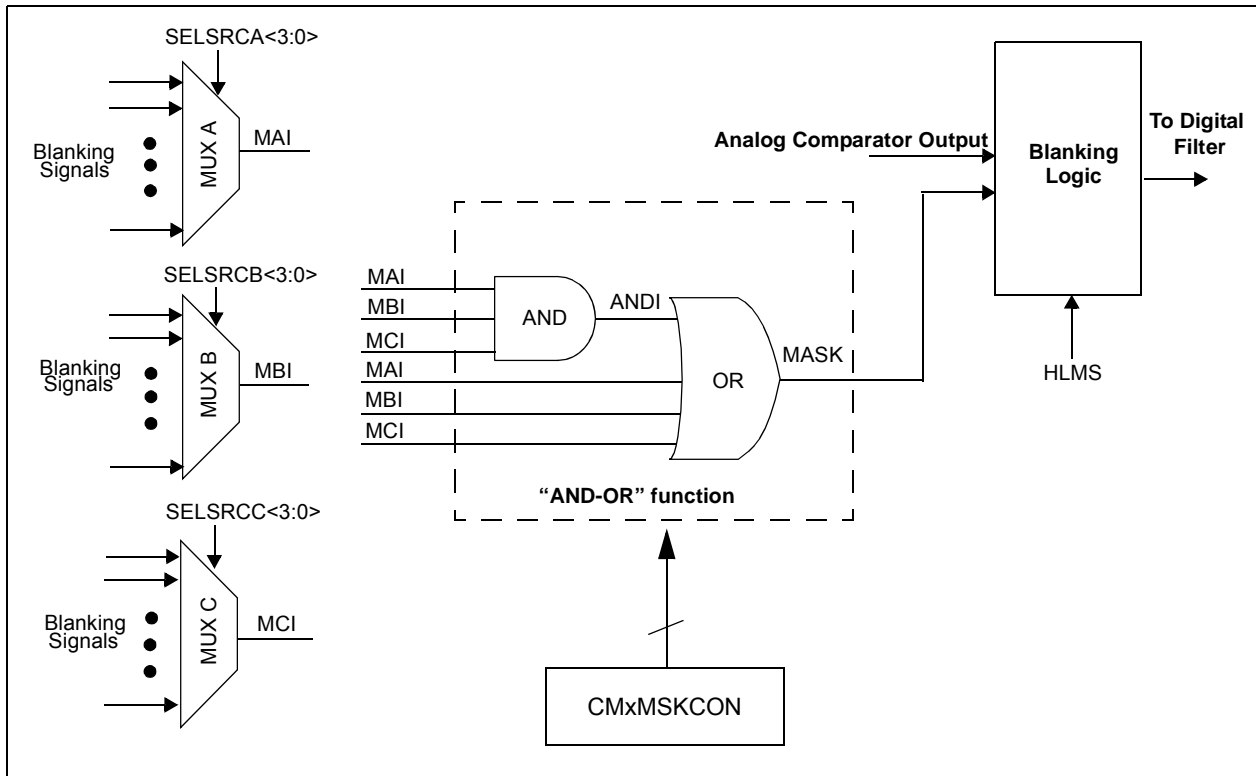 SELSRCA<3:0>
Blanking
Signals
MUX A
MAI
SELSRCB<3:0>
Blanking
Signals
MUX B
MBI
SELSRCC<3:0>
Blanking
Signals
MUX C
MCI
MAI
MBI
MCI
MAI
MBI
MCI
AND
ANDI
OR
MASK
“AND-OR” function
CMxMSKCON
Analog Comparator Output
Blanking
Logic
To Digital
Filter
HLMS